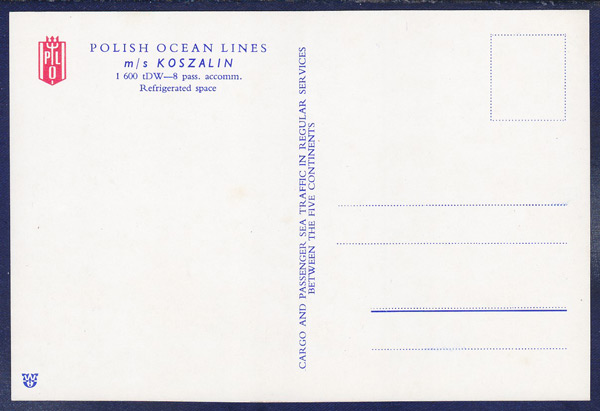 PLO
POLISH OCEAN LINES
m/s KOSZALIN
1 600 tDW—8 pass. accomm.
Refrigerated space
CARGO AND PASSENGER SEA TRAFFIC IN REGULAR SERVICES
BETWEEN THE FIVE CONTINENTS